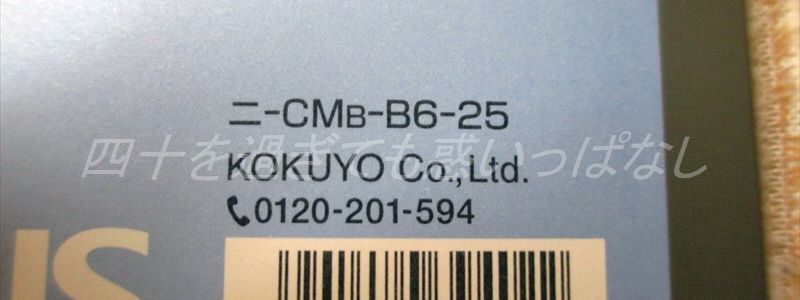 ニ-CMB-B6-25
四十を過ぎても惑いっぱなし
KOKUYO Co.,Ltd.
0120-201-594
US